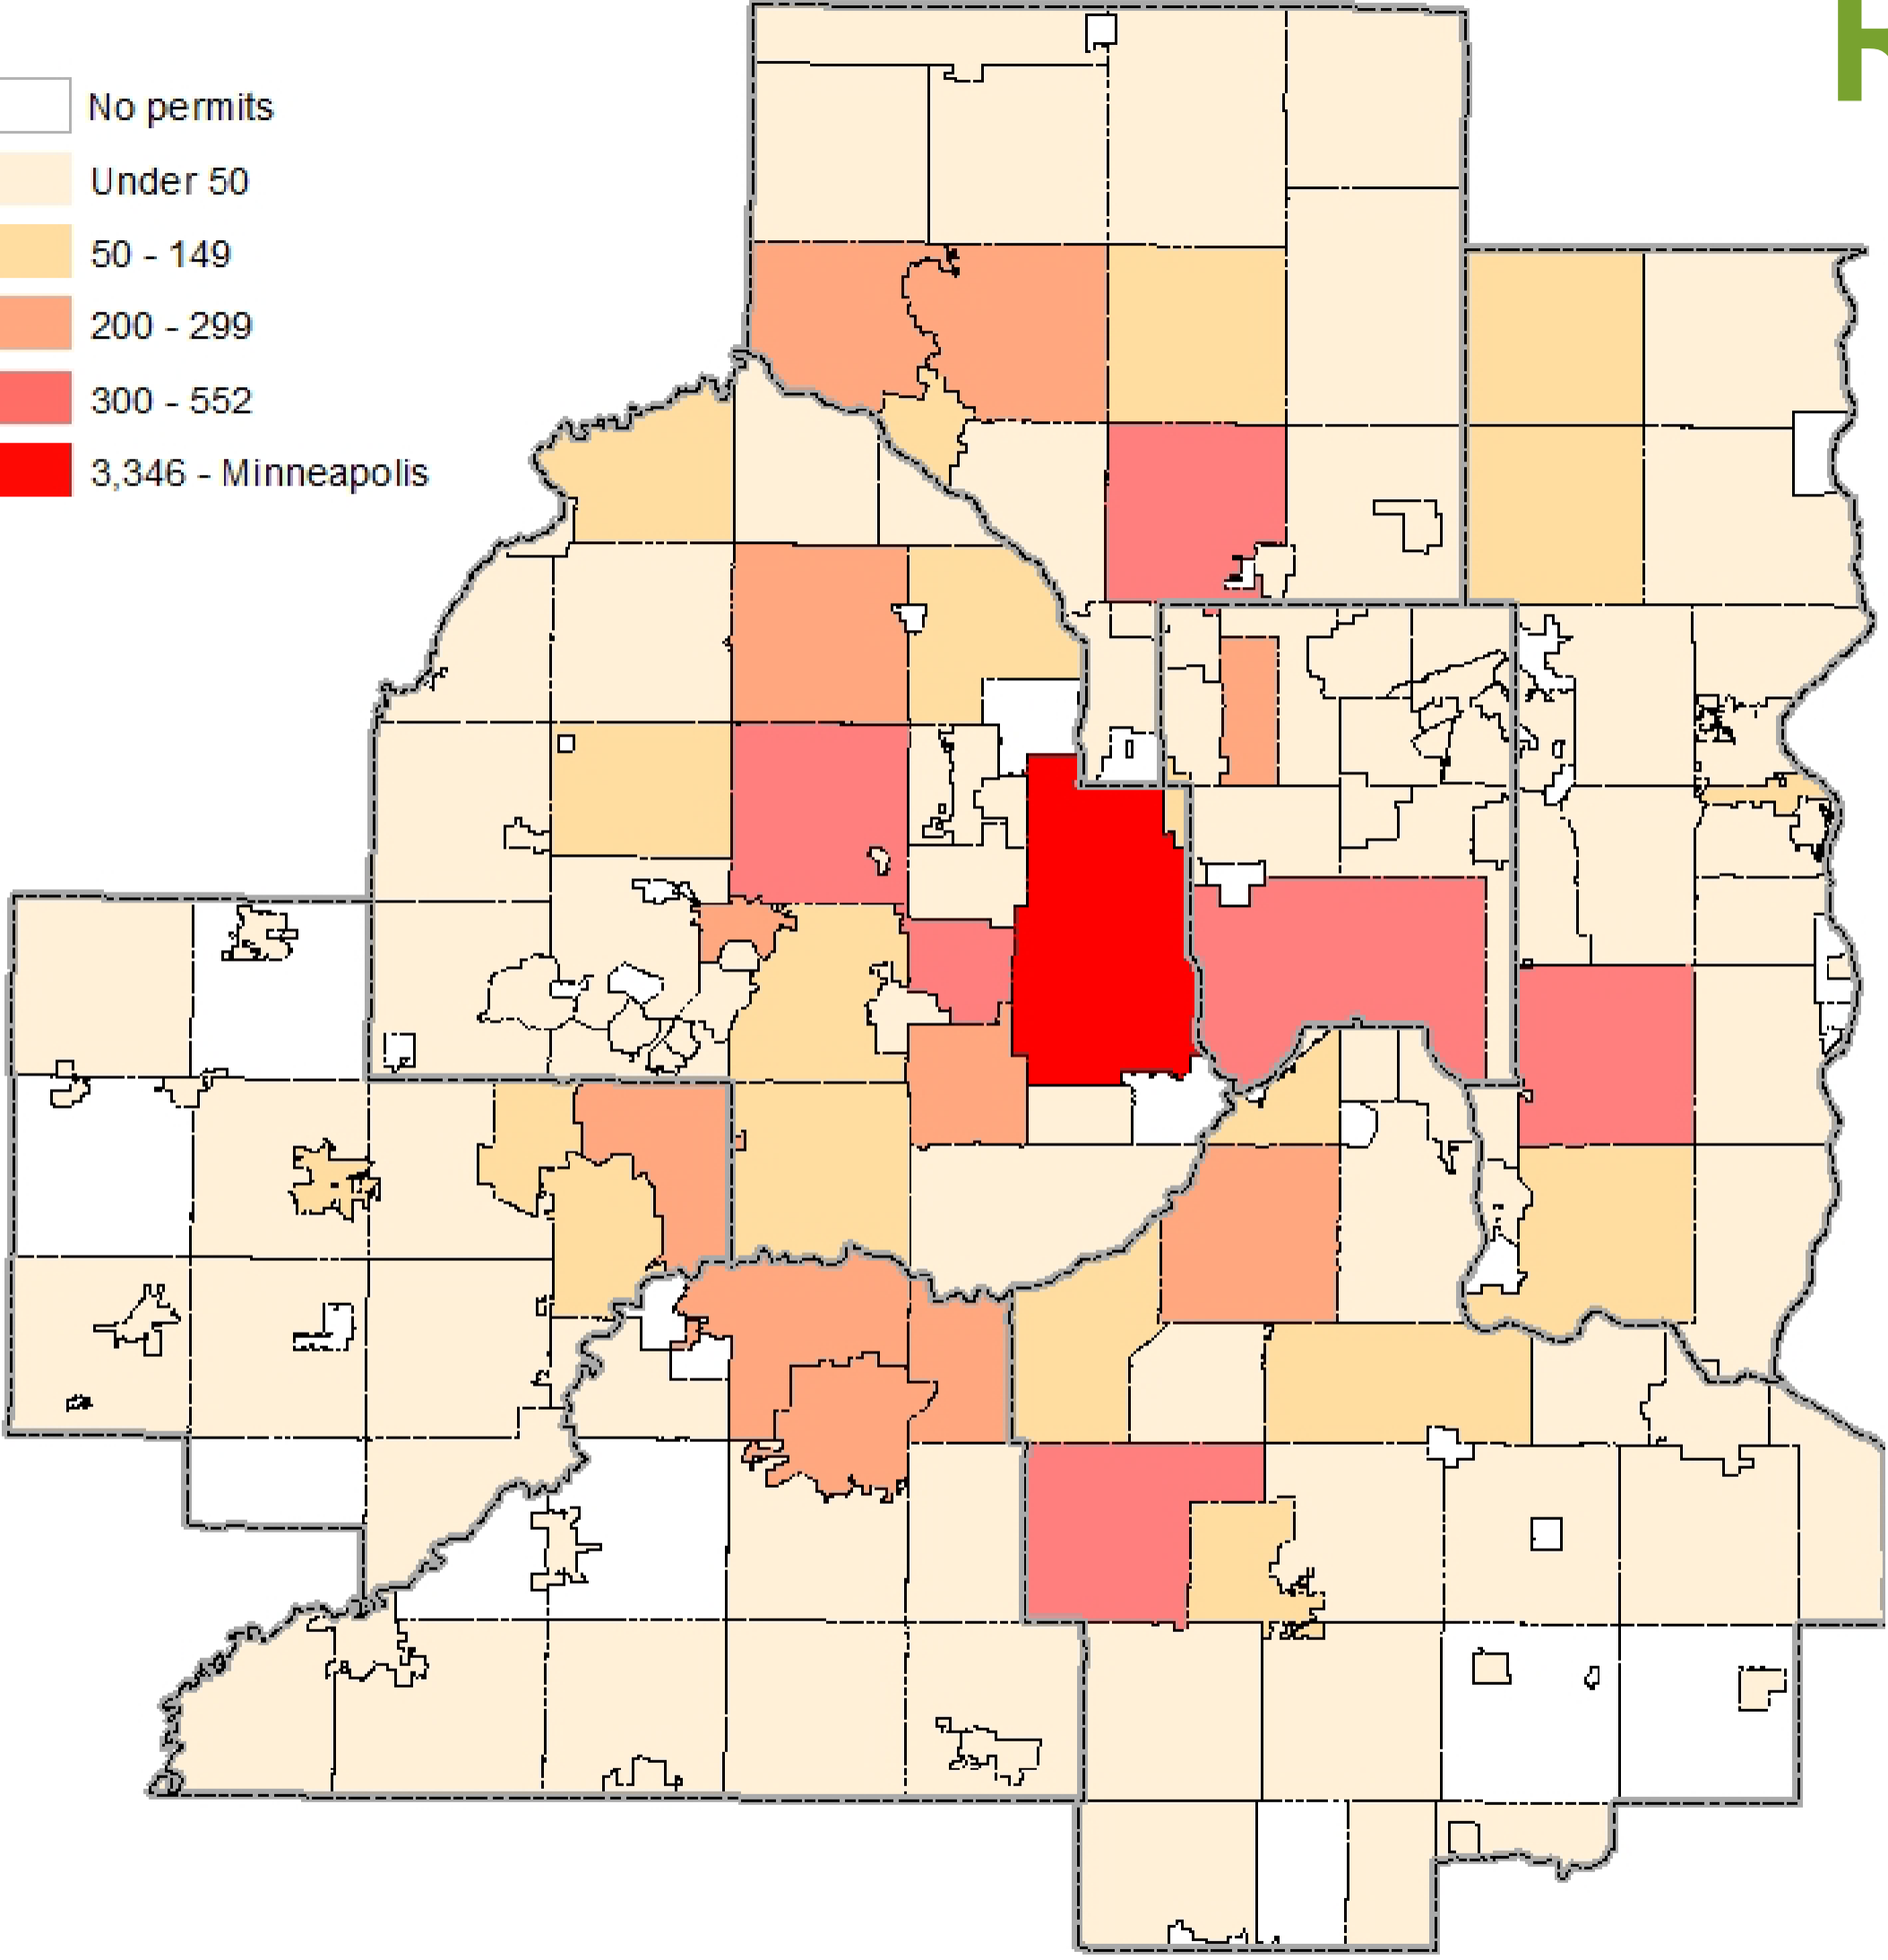 No permits
Under 50
50 - 149
200 - 299
300 - 552
3,346 - Minneapolis